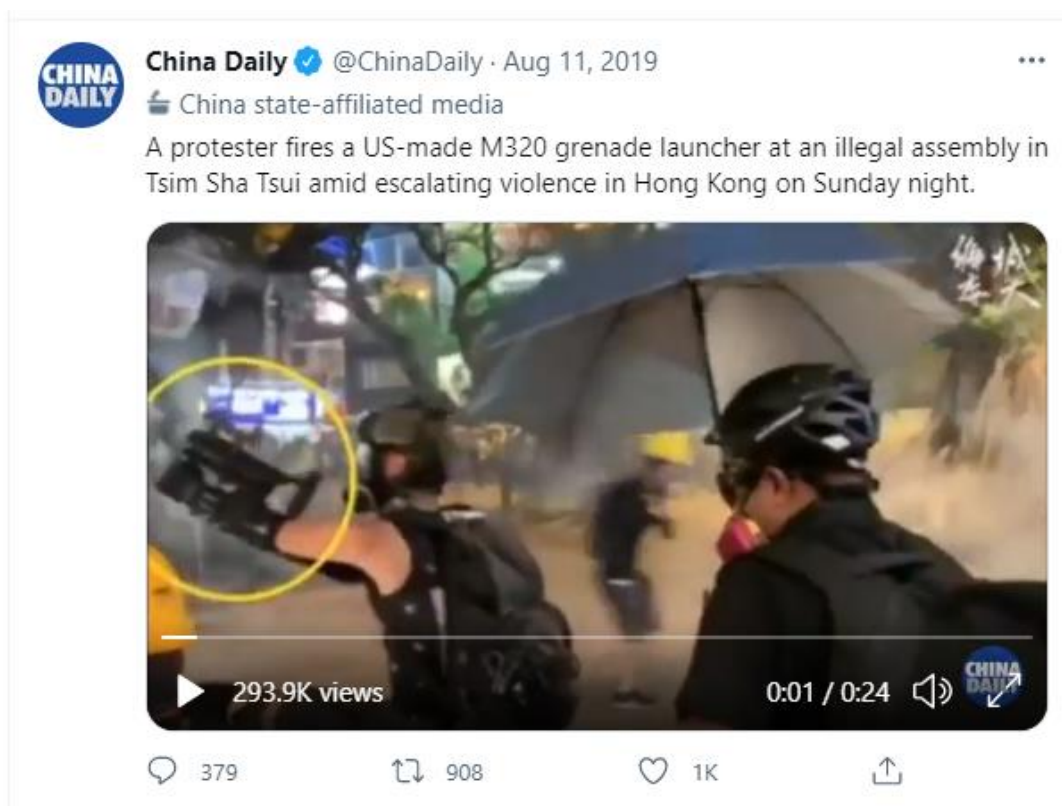 CHINA
DAILY
China Daily @ChinaDaily · Aug 11, 2019
China state-affiliated media
A protester fires a US-made M320 grenade launcher at an illegal assembly in
Tsim Sha Tsui amid escalating violence in Hong Kong on Sunday night.
293.9K views
0:01 / 0:24
CHINA
DAILY
379
908
1K